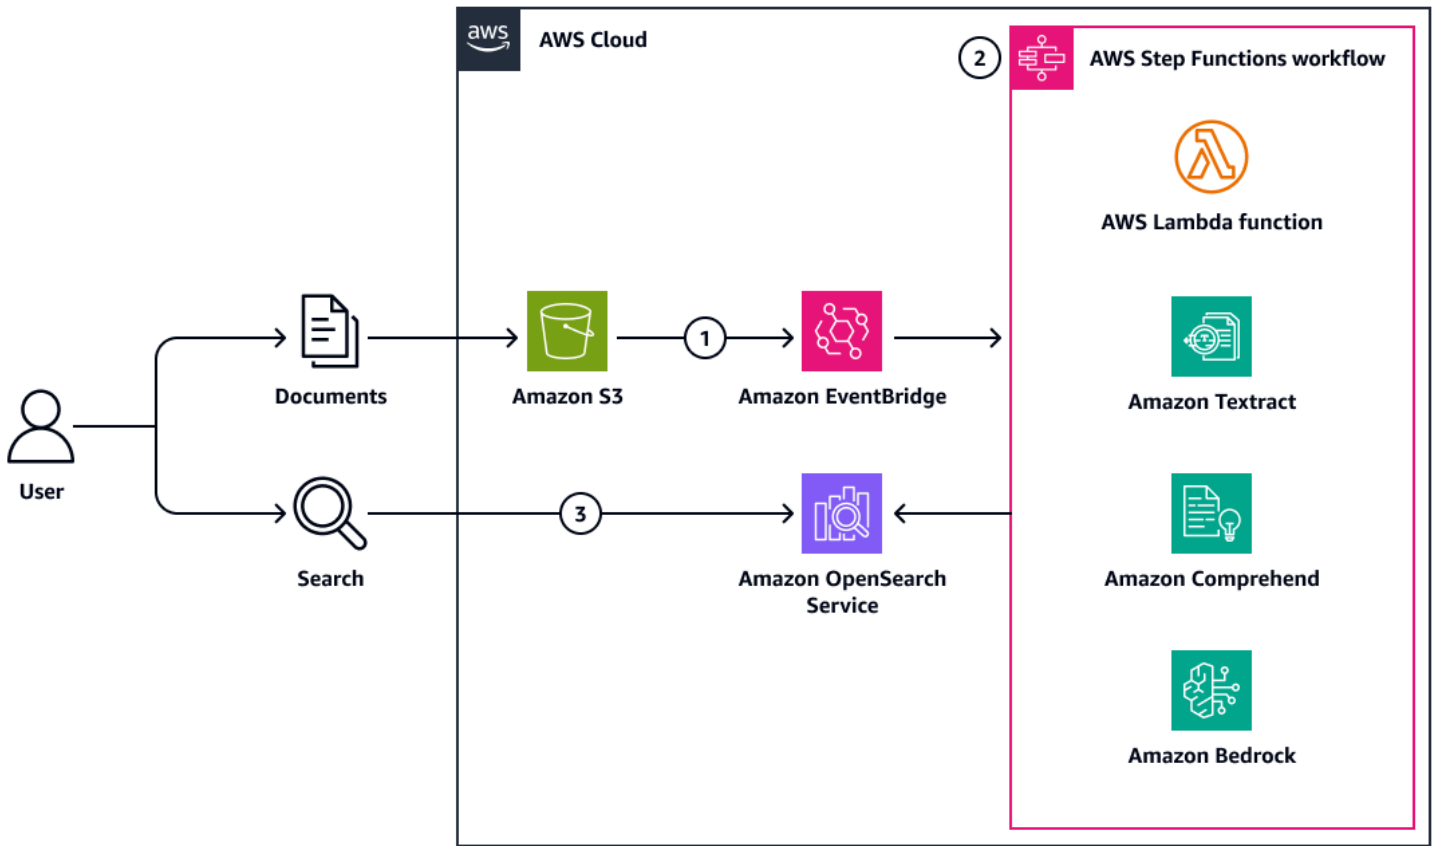 aws
AWS Cloud
2
AWS Step Functions workflow
AWS Lambda function
1
Documents
Amazon S3
Amazon EventBridge
Amazon Textract
User
3
Search
Amazon OpenSearch
Service
Amazon Comprehend
Amazon Bedrock